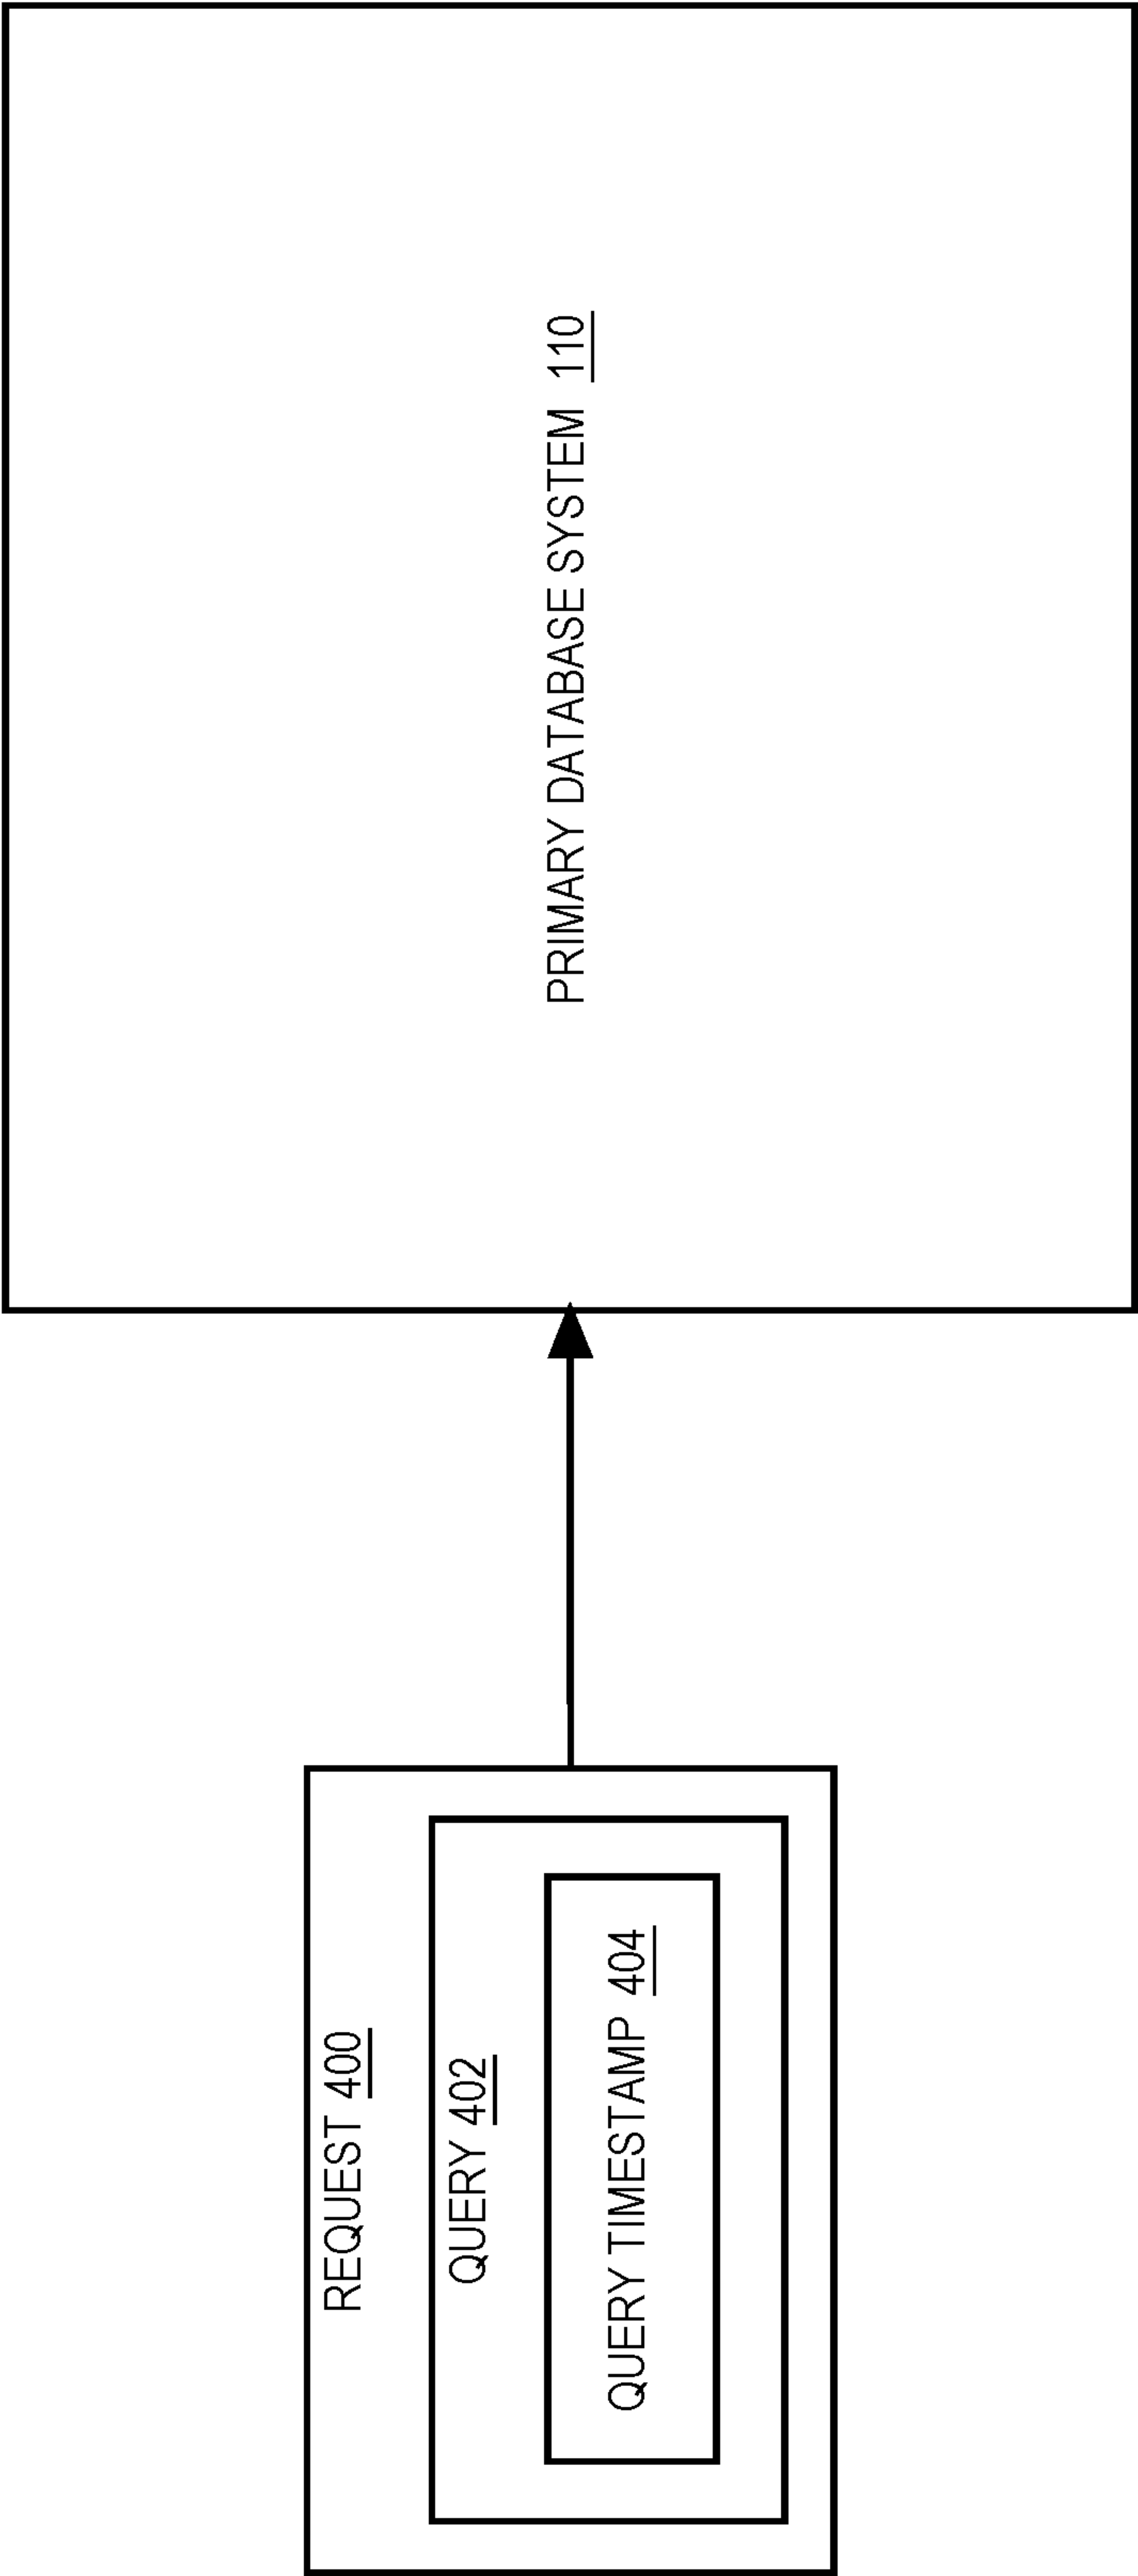 REQUEST 400
QUERY 402
QUERY TIMESTAMP 404
PRIMARY DATABASE SYSTEM 110